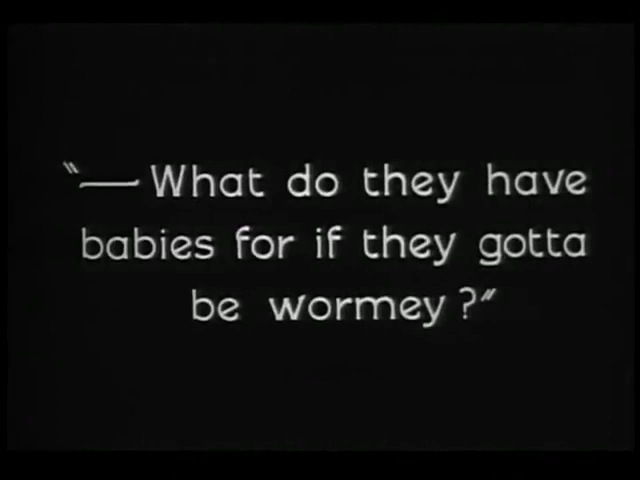 "—What do they have
babies for if they gotta
be wormey?"